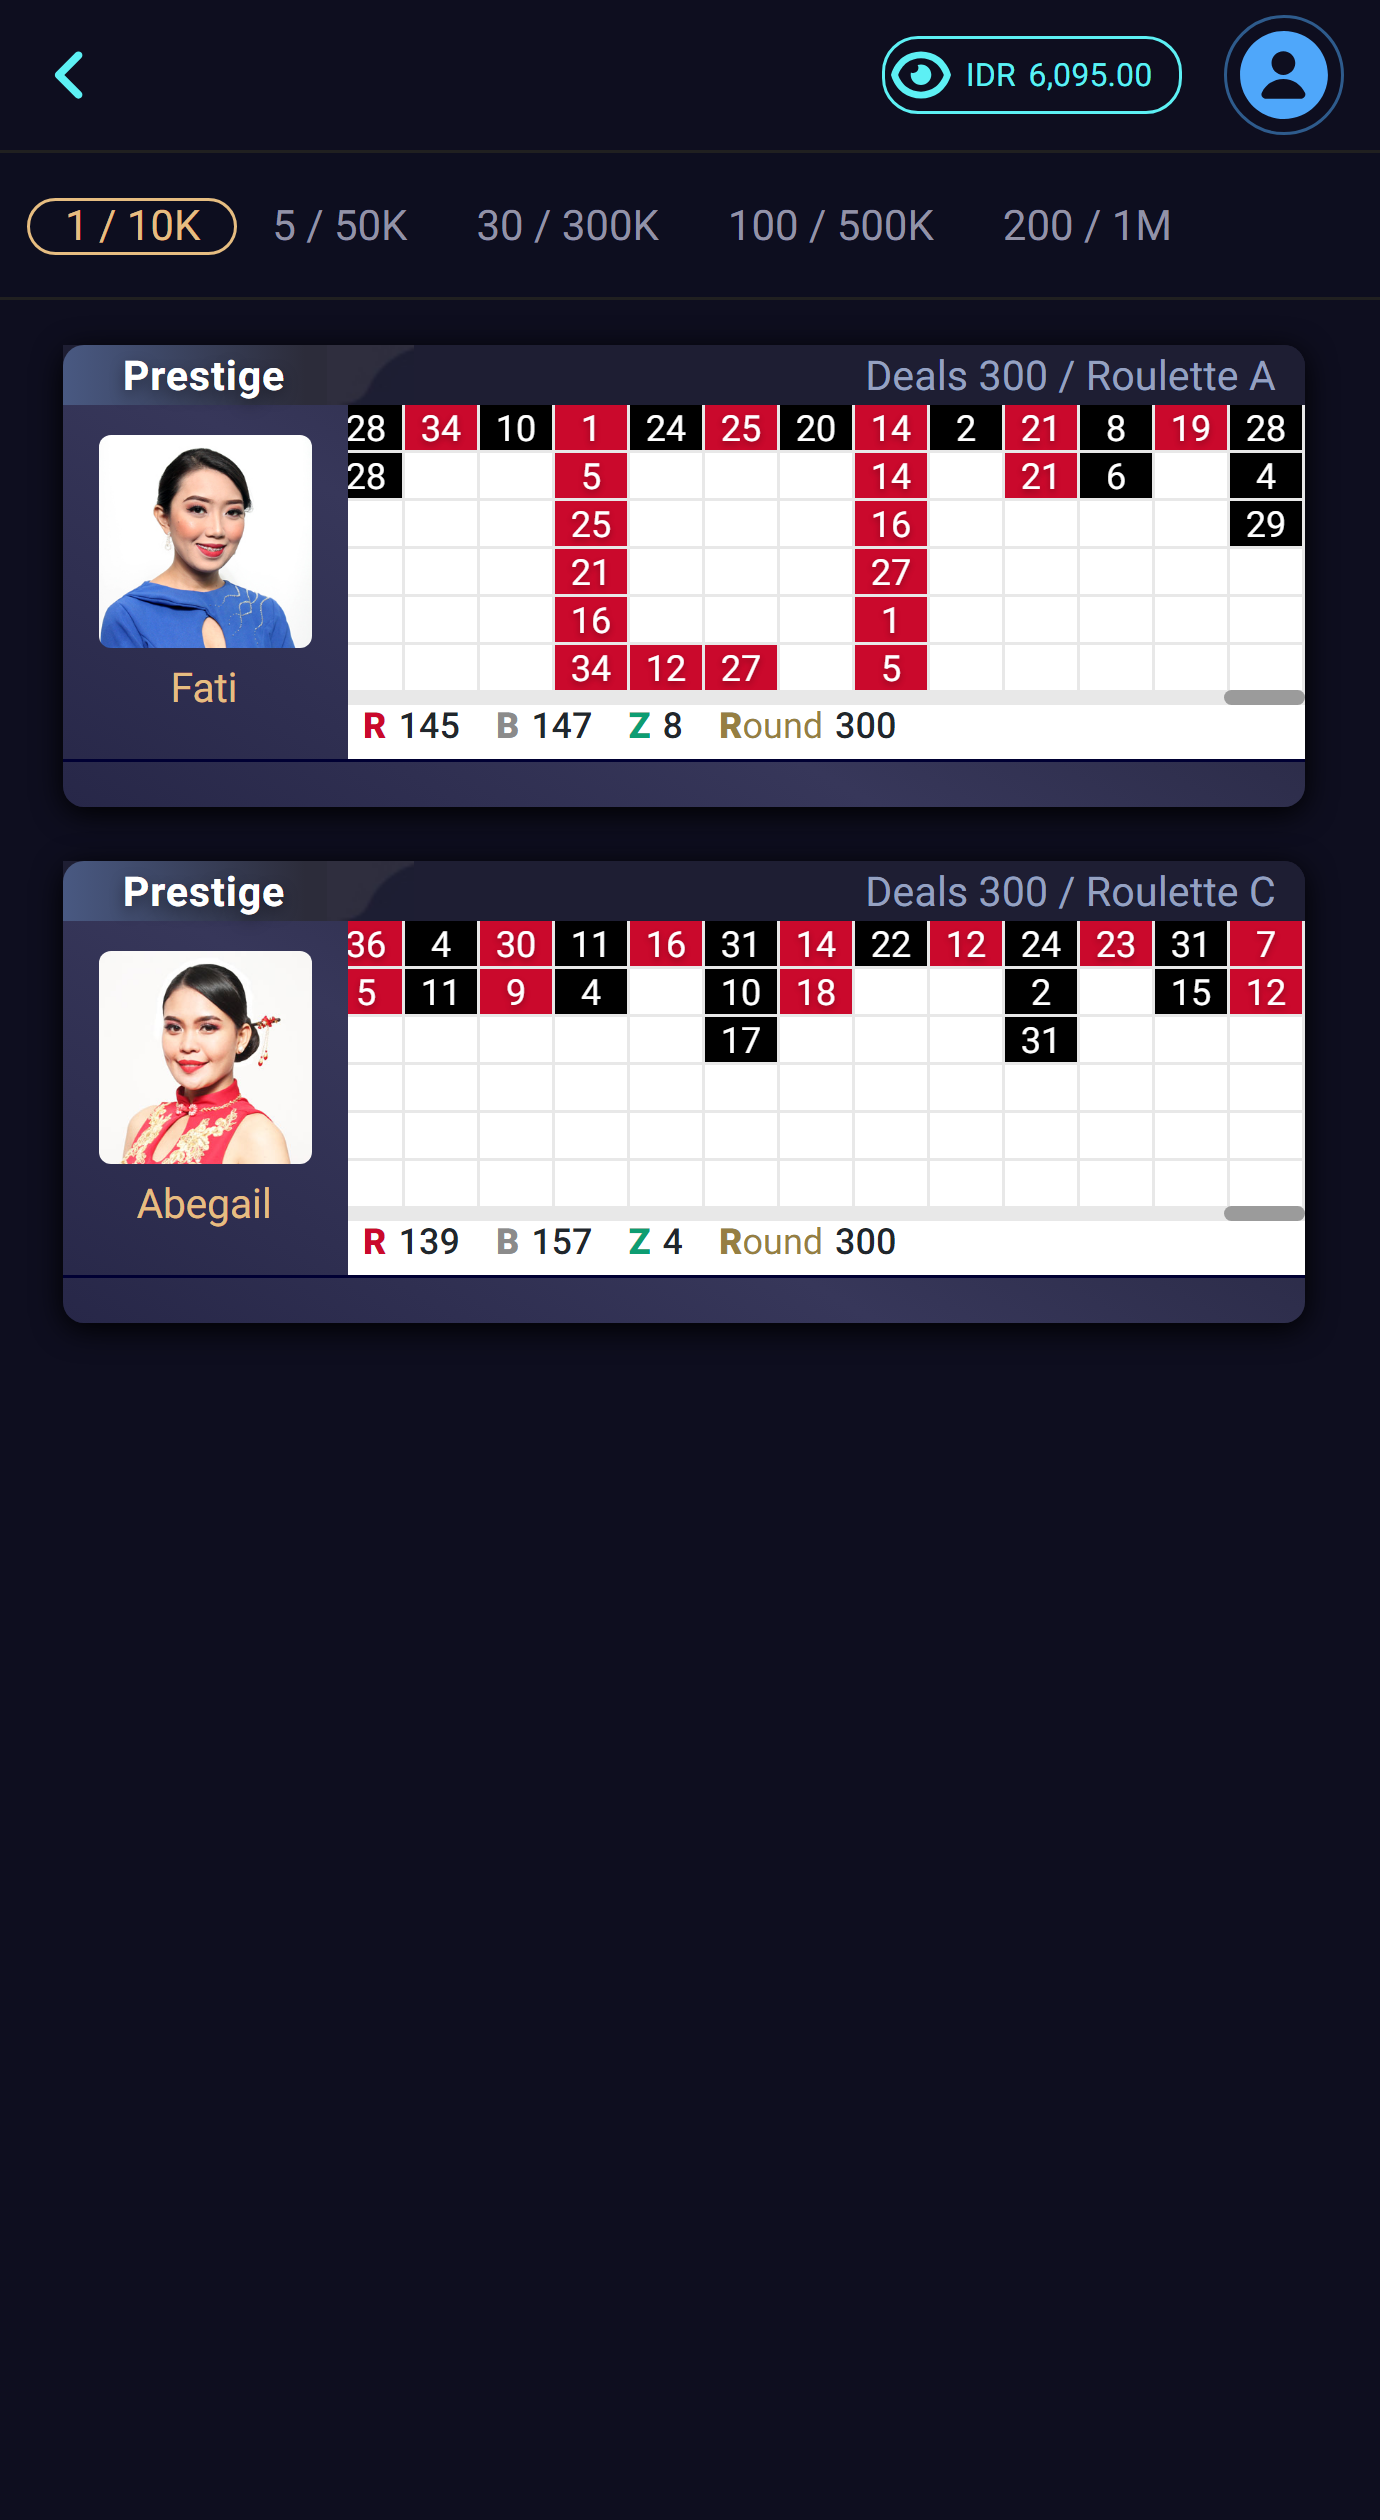 IDR 6,095.00
1 / 10K 5 / 50K 30 / 300K 100 / 500K 200 / 1M
Prestige Deals 300 / Roulette A
28 34 10 1 24 25 20 14 2 21 8 19 28
28 5 14 21 6 4
25 16 29
21 27
16 1
34 12 27 5
Fati
R 145 B 147 Z 8 Round 300
Prestige Deals 300 / Roulette C
36 4 30 11 16 31 14 22 12 24 23 31 7
5 11 9 4 10 18 2 15 12
17 31
Abegail
R 139 B 157 Z 4 Round 300